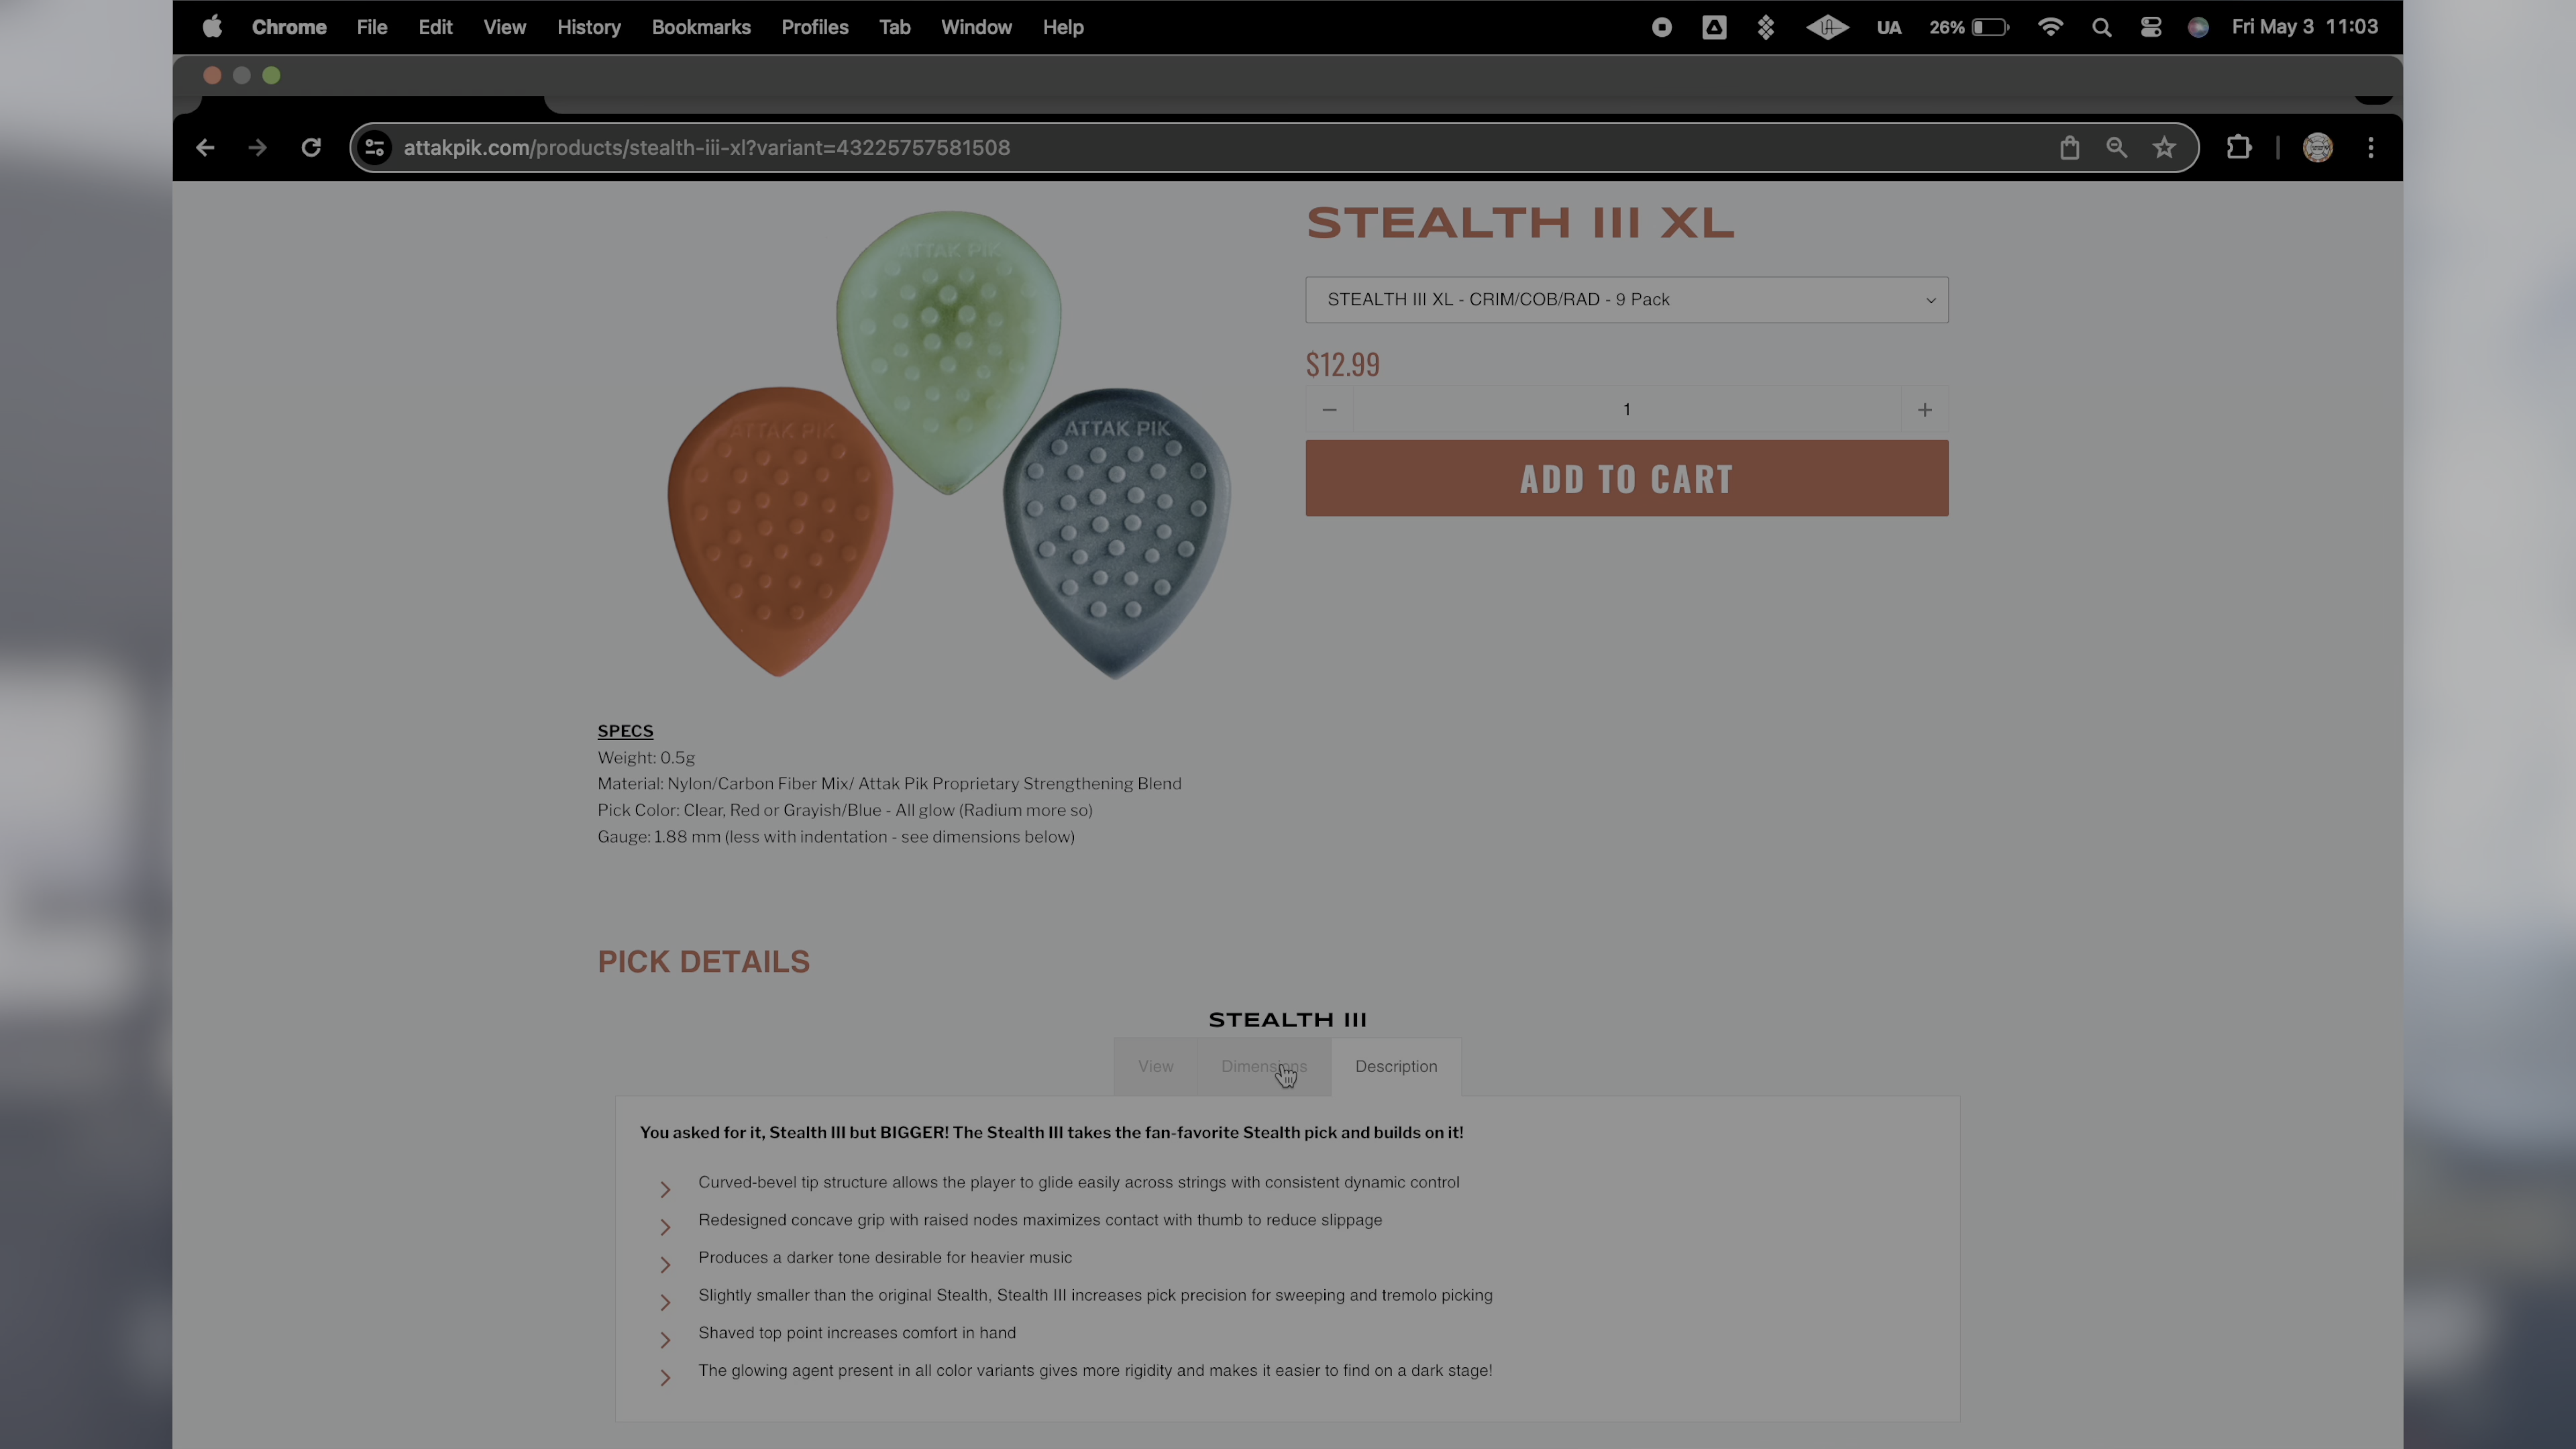 Chrome File Edit View History Bookmarks Profiles Tab Window Help UA 26% Fri May 3 11:03
attakpik.com/products/stealth-iii-xl?variant=43225757581508
STEALTH III XL
STEALTH III XL - CRIM/COB/RAD - 9 Pack
$12.99
1
ADD TO CART
ATTAK PIK
ATTAK PIK
ATTAK PIK
SPECS
Weight: 0.5g
Material: Nylon/Carbon Fiber Mix/ Attak Pik Proprietary Strengthening Blend
Pick Color: Clear, Red or Grayish/Blue - All glow (Radium more so)
Gauge: 1.88 mm (less with indentation - see dimensions below)
PICK DETAILS
STEALTH III
View Dimensions Description
You asked for it, Stealth III but BIGGER! The Stealth III takes the fan-favorite Stealth pick and builds on it!
Curved-bevel tip structure allows the player to glide easily across strings with consistent dynamic control
Redesigned concave grip with raised nodes maximizes contact with thumb to reduce slippage
Produces a darker tone desirable for heavier music
Slightly smaller than the original Stealth, Stealth III increases pick precision for sweeping and tremolo picking
Shaved top point increases comfort in hand
The glowing agent present in all color variants gives more rigidity and makes it easier to find on a dark stage!